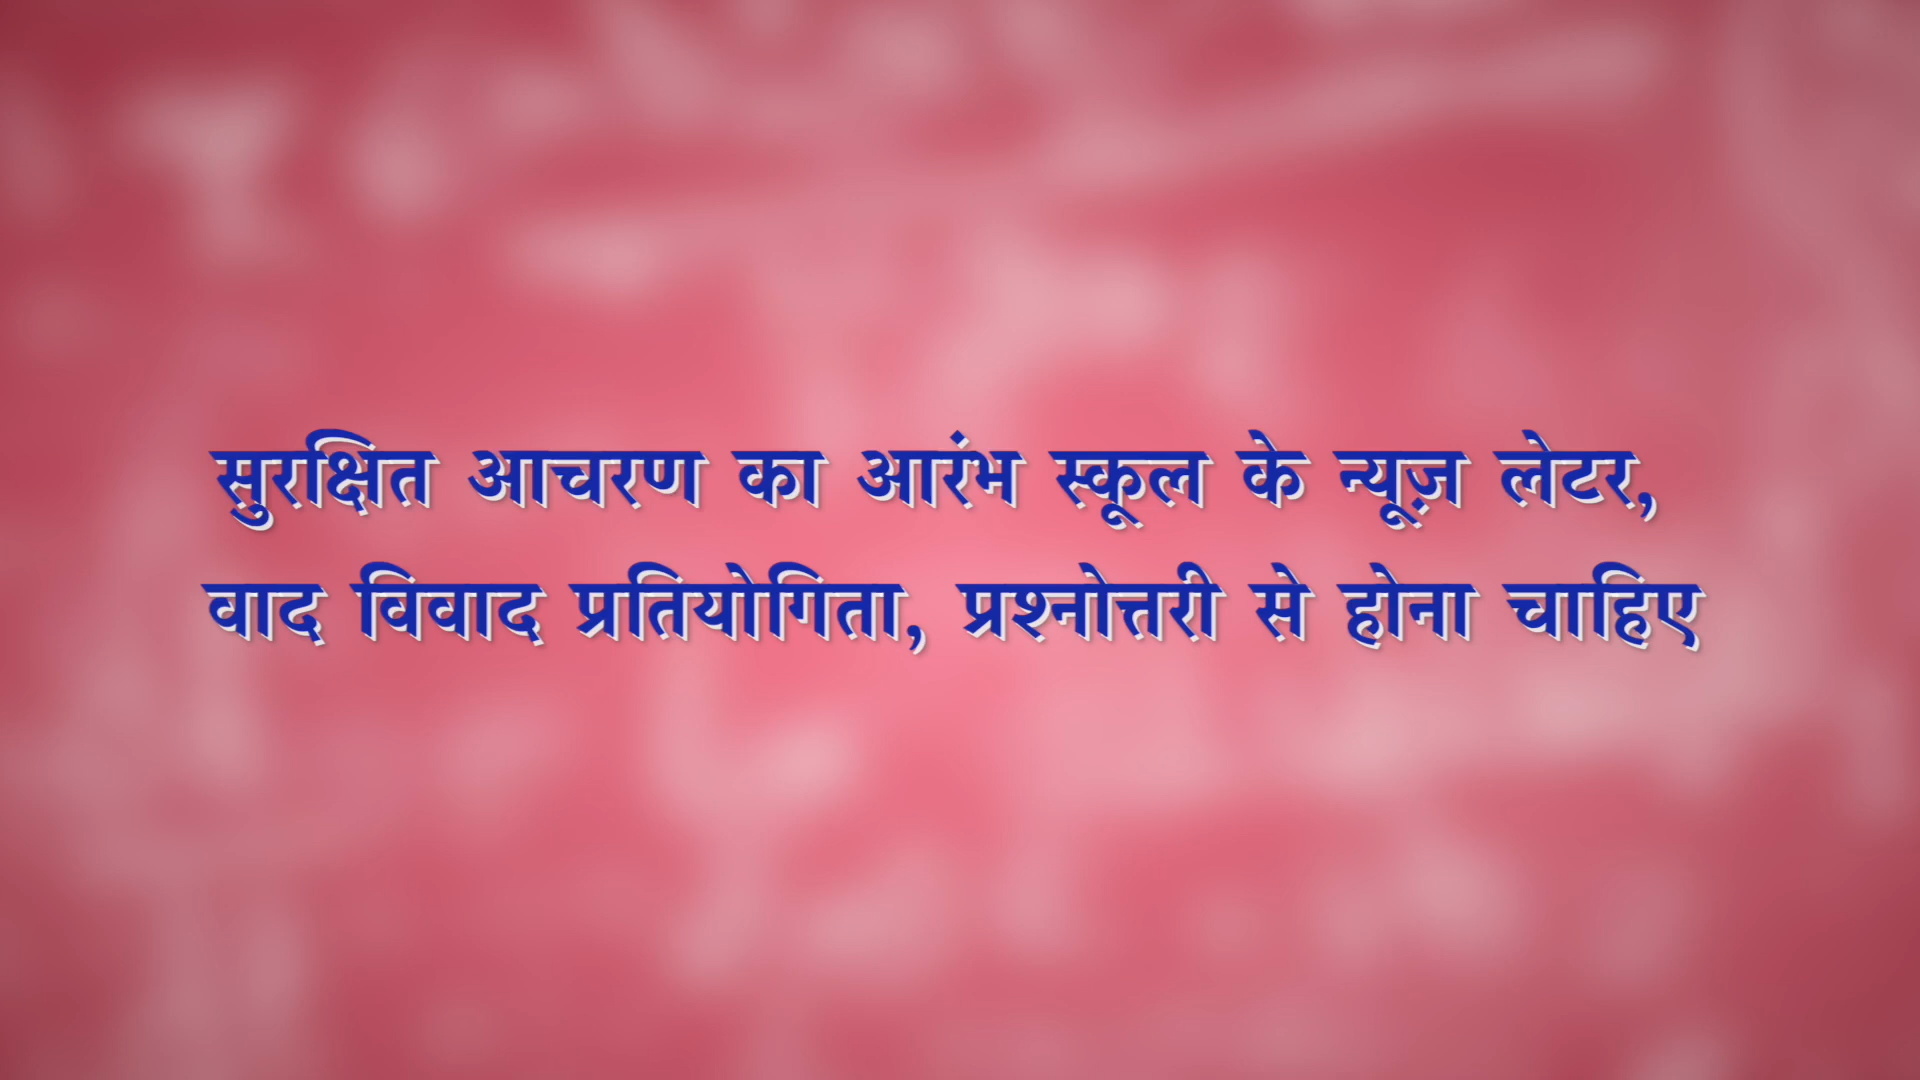 सुरक्षित आचरण का आरंभ स्कूल के न्यूज़ लेटर,
वाद विवाद प्रतियोगिता, प्रश्नोत्तरी से होना चाहिए